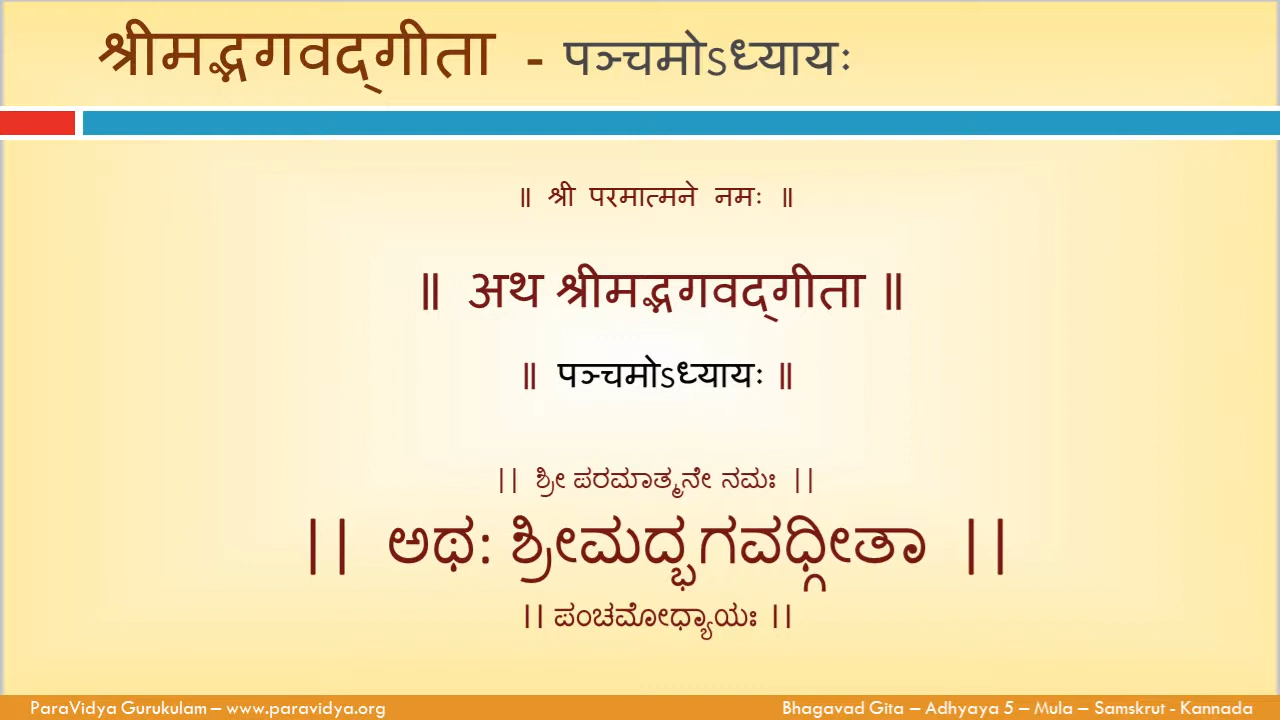 श्रीमद्भगवद्‌गीता - पञ्चमोऽध्यायः
॥ श्री परमात्मने नमः ॥
॥ अथ श्रीमद्भगवद्‌गीता ॥
॥ पञ्चमोऽध्यायः ॥
|| ಶ್ರೀ ಪರಮಾತ್ಮನೇ ನಮಃ ||
|| ಅಥ: ಶ್ರೀಮದ್ಭಗವಧ್ಗೀತಾ ||
|| ಪಂಚಮೋಧ್ಯಾಯಃ ||
ParaVidya Gurukulam – www.paravidya.org Bhagavad Gita – Adhyaya 5 – Mula – Samskrut - Kannada